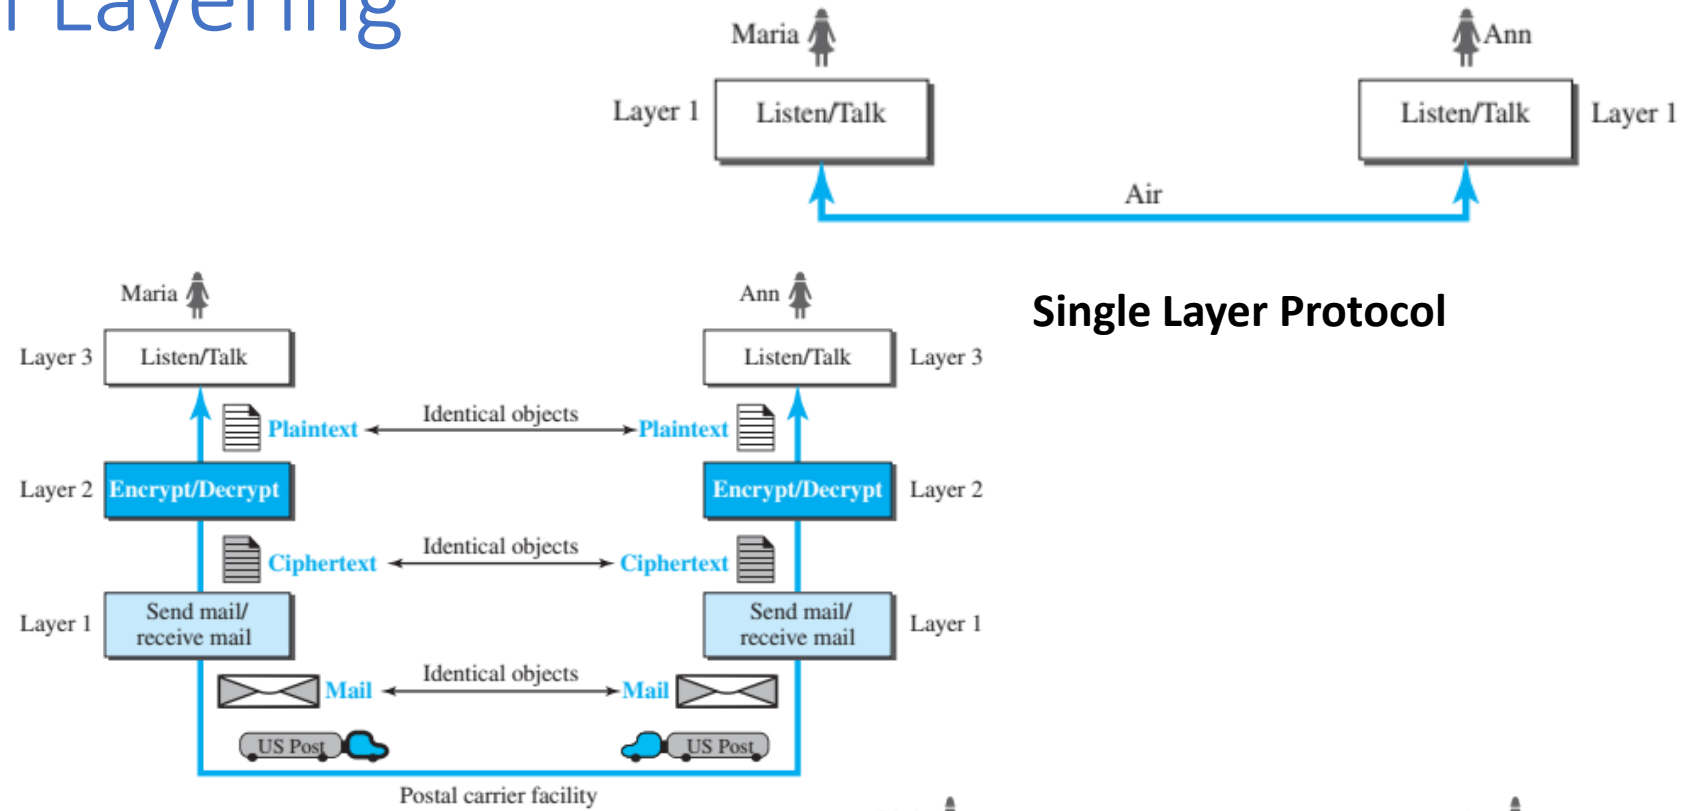 Layering
Maria
Ann
Layer 1
Listen/Talk
Listen/Talk
Layer 1
Air
Single Layer Protocol
Maria
Ann
Layer 3
Listen/Talk
Listen/Talk
Layer 3
Plaintext
Identical objects
Plaintext
Layer 2
Encrypt/Decrypt
Encrypt/Decrypt
Layer 2
Ciphertext
Identical objects
Ciphertext
Layer 1
Send mail/
receive mail
Send mail/
receive mail
Layer 1
Mail
Identical objects
Mail
US Post
US Post
Postal carrier facility